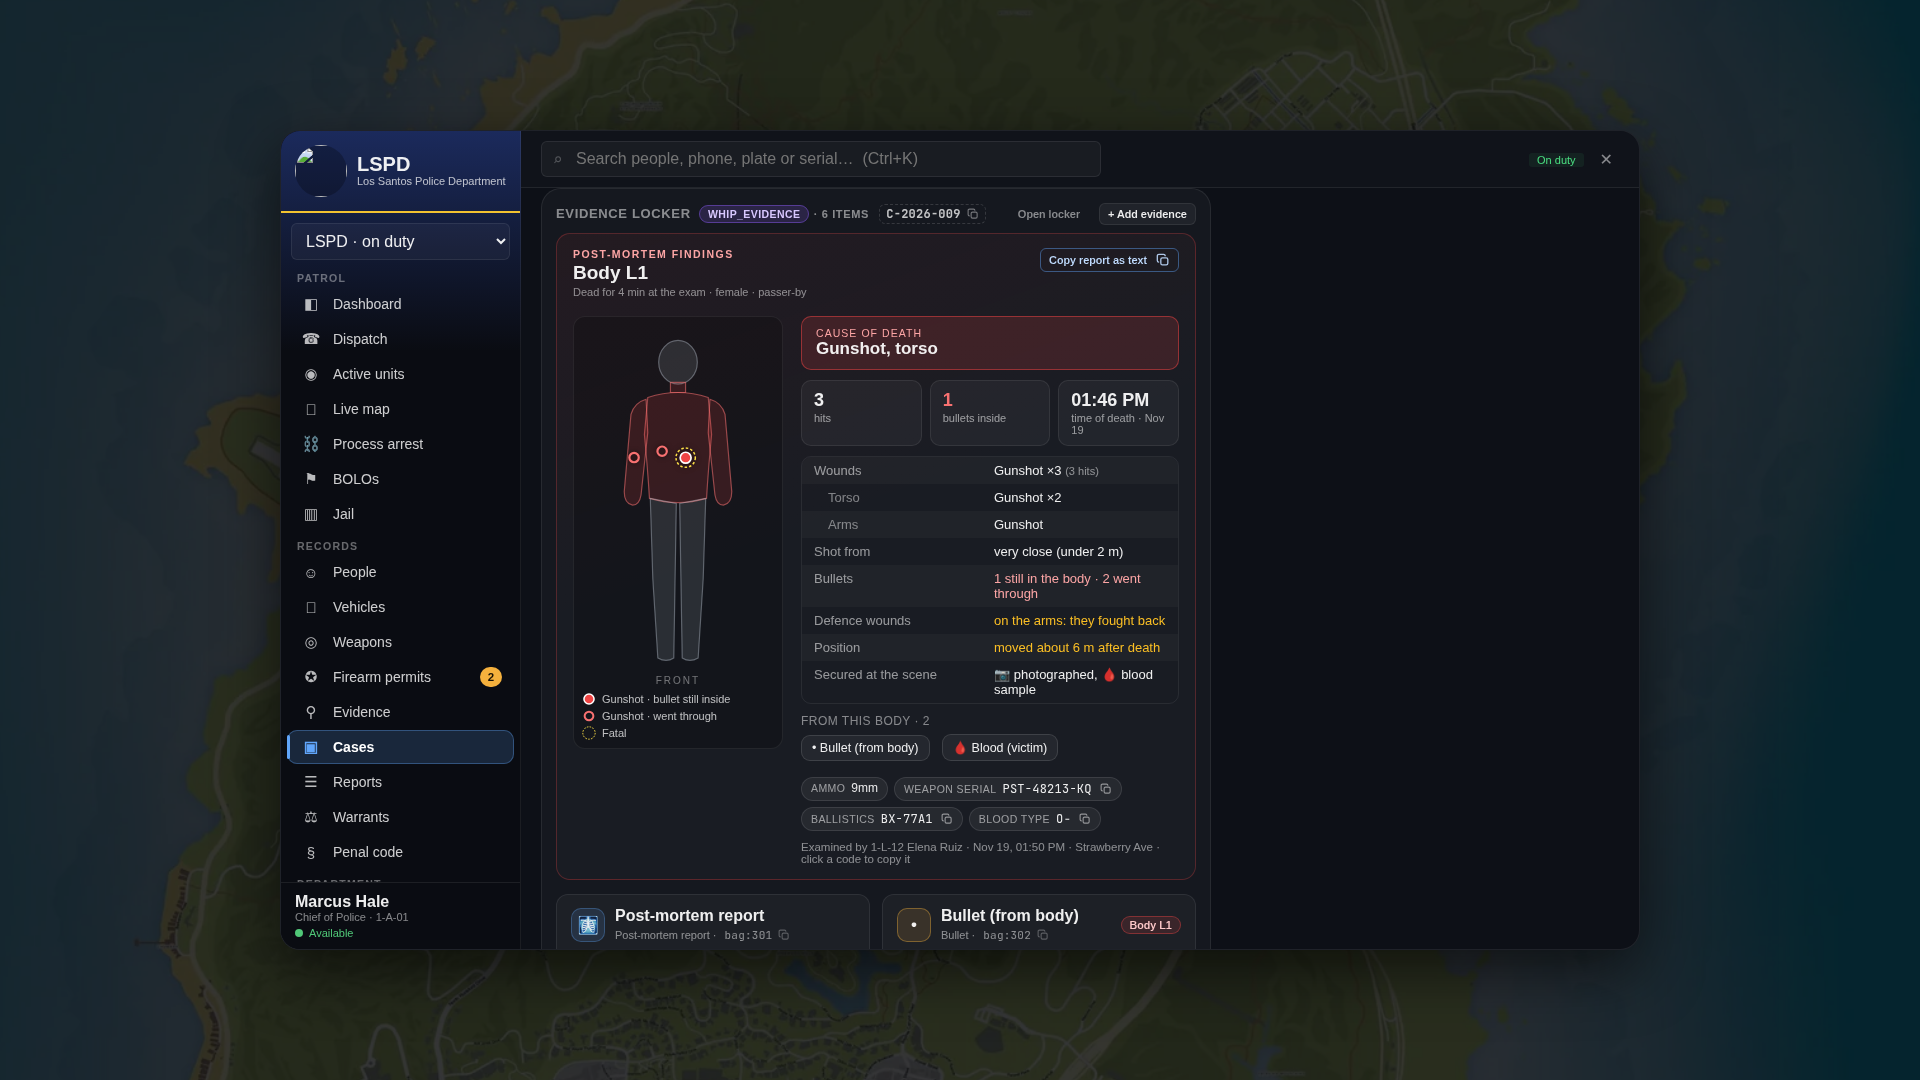 LSPD
Los Santos Police Department
LSPD · on duty
PATROL
Dashboard
Dispatch
Active units
Live map
Process arrest
BOLOs
Jail
RECORDS
People
Vehicles
Weapons
Firearm permits
2
Evidence
Cases
Reports
Warrants
Penal code
Marcus Hale
Chief of Police · 1-A-01
Available
Search people, phone, plate or serial… (Ctrl+K)
On duty
EVIDENCE LOCKER WHIP_EVIDENCE · 6 ITEMS C-2026-009 Open locker + Add evidence
POST-MORTEM FINDINGS
Body L1
Dead for 4 min at the exam · female · passer-by
Copy report as text
FRONT
Gunshot · bullet still inside
Gunshot · went through
Fatal
CAUSE OF DEATH
Gunshot, torso
3
hits
1
bullets inside
01:46 PM
time of death · Nov
19
Wounds Gunshot ×3 (3 hits)
Torso Gunshot ×2
Arms Gunshot
Shot from very close (under 2 m)
Bullets 1 still in the body · 2 went
through
Defence wounds on the arms: they fought back
Position moved about 6 m after death
Secured at the scene photographed, blood
sample
FROM THIS BODY · 2
• Bullet (from body) Blood (victim)
AMMO 9mm WEAPON SERIAL PST-48213-KQ
BALLISTICS BX-77A1 BLOOD TYPE O-
Examined by 1-L-12 Elena Ruiz · Nov 19, 01:50 PM · Strawberry Ave ·
click a code to copy it
Post-mortem report
Post-mortem report · bag:301
Bullet (from body)
Bullet · bag:302
Body L1